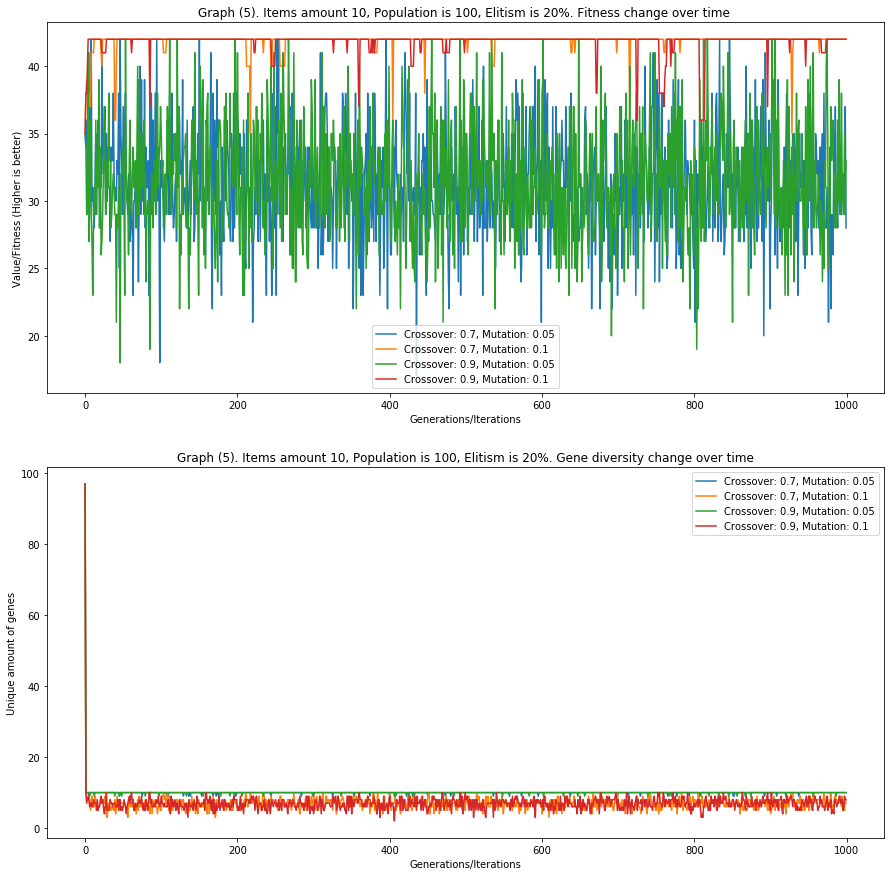 Graph (5). Items amount 10, Population is 100, Elitism is 20%. Fitness change over time
Value/Fitness (Higher is better)
40
35
30
25
20
Crossover: 0.7, Mutation: 0.05
Crossover: 0.7, Mutation: 0.1
Crossover: 0.9, Mutation: 0.05
Crossover: 0.9, Mutation: 0.1
0 200 400 600 800 1000
Generations/Iterations
Graph (5). Items amount 10, Population is 100, Elitism is 20%. Gene diversity change over time
Unique amount of genes
100
80
60
40
20
0
Crossover: 0.7, Mutation: 0.05
Crossover: 0.7, Mutation: 0.1
Crossover: 0.9, Mutation: 0.05
Crossover: 0.9, Mutation: 0.1
0 200 400 600 800 1000
Generations/Iterations